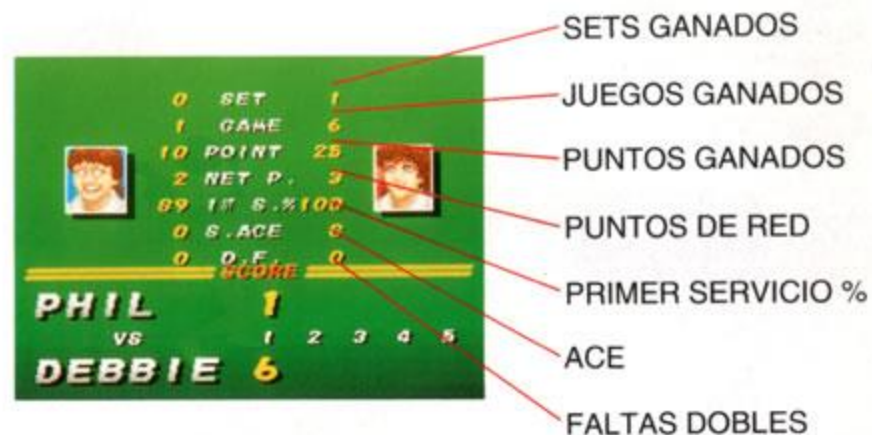 SETS GANADOS
JUEGOS GANADOS
PUNTOS GANADOS
PUNTOS DE RED
PRIMER SERVICIO %
ACE
FALTAS DOBLES
0 SET 1
1 GAME 6
10 POINT 25
2 NET P. 3
89 1st S.% 100
0 S.ACE
0 D.F. 0
SCORE
PHIL 1
VS 1 2 3 4 5
DEBBIE 6